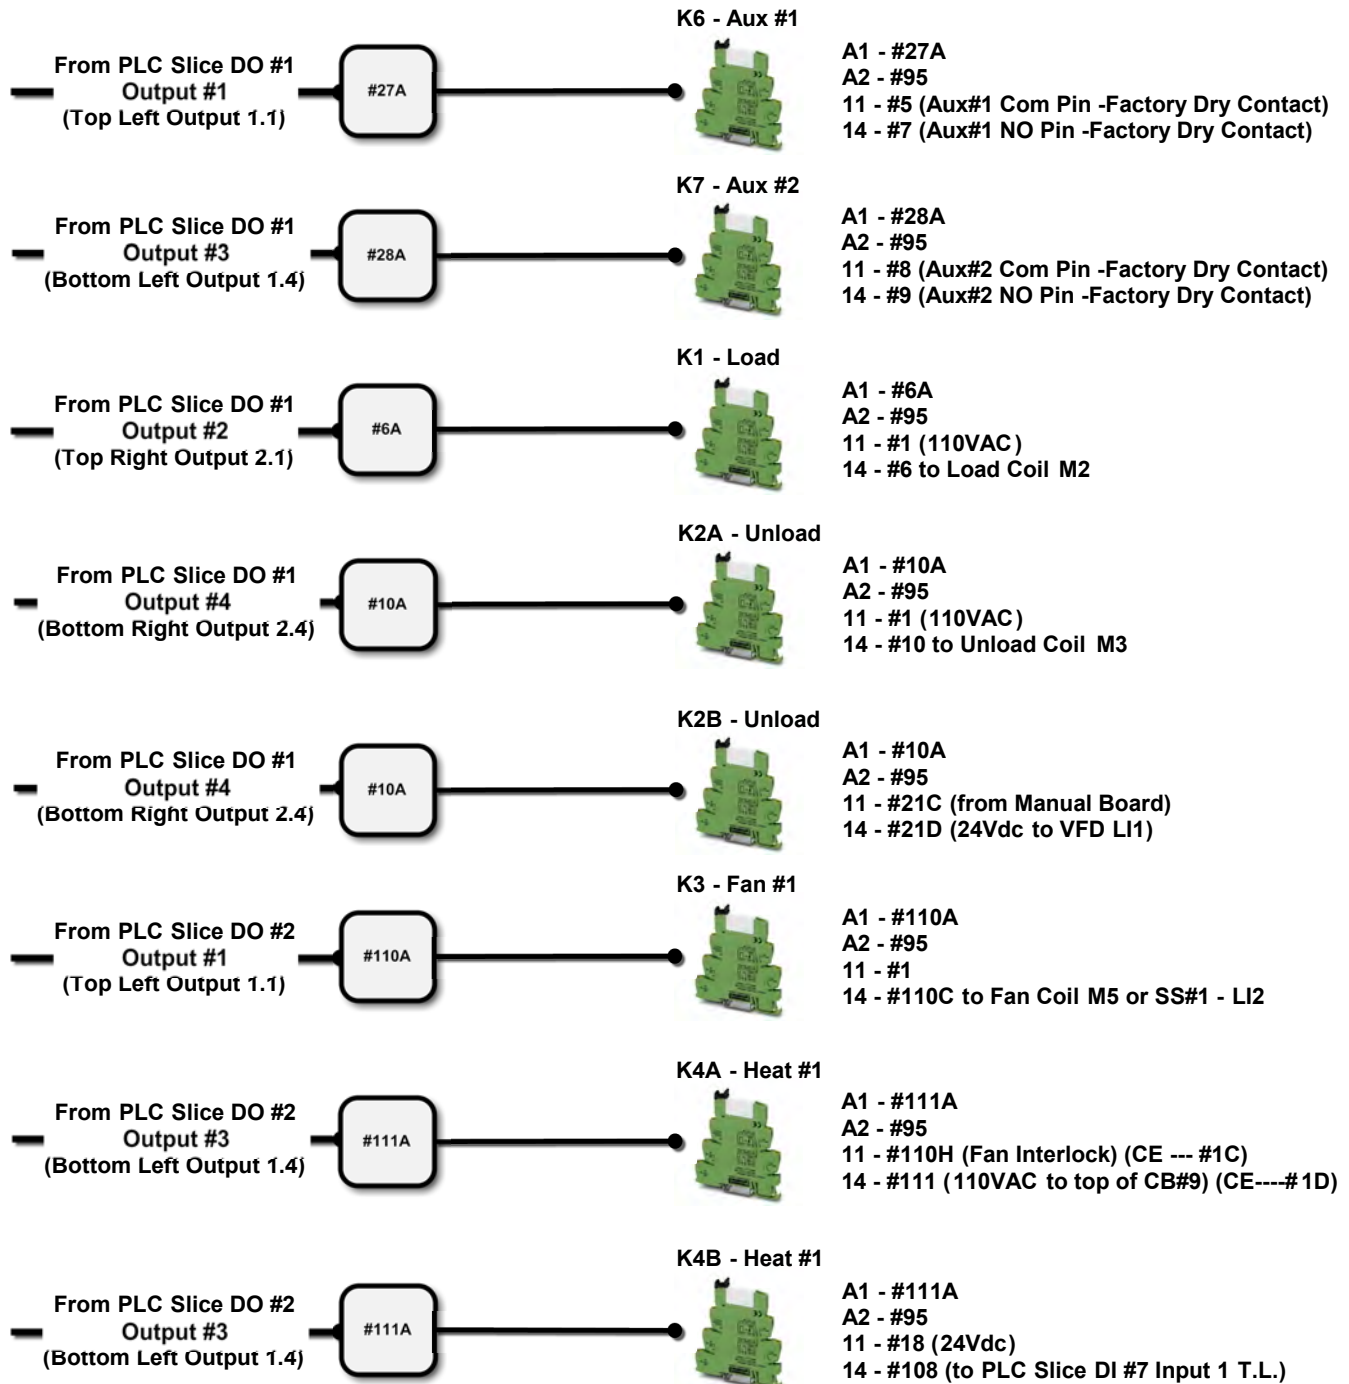 K6 - Aux #1
From PLC Slice DO #1
Output #1
(Top Left Output 1.1)
#27A
A1 - #27A
A2 - #95
11 - #5 (Aux#1 Com Pin -Factory Dry Contact)
14 - #7 (Aux#1 NO Pin -Factory Dry Contact)
K7 - Aux #2
From PLC Slice DO #1
Output #3
(Bottom Left Output 1.4)
#28A
A1 - #28A
A2 - #95
11 - #8 (Aux#2 Com Pin -Factory Dry Contact)
14 - #9 (Aux#2 NO Pin -Factory Dry Contact)
K1 - Load
From PLC Slice DO #1
Output #2
(Top Right Output 2.1)
#6A
A1 - #6A
A2 - #95
11 - #1 (110VAC)
14 - #6 to Load Coil M2
K2A - Unload
From PLC Slice DO #1
Output #4
(Bottom Right Output 2.4)
#10A
A1 - #10A
A2 - #95
11 - #1 (110VAC)
14 - #10 to Unload Coil M3
K2B - Unload
From PLC Slice DO #1
Output #4
(Bottom Right Output 2.4)
#10A
A1 - #10A
A2 - #95
11 - #21C (from Manual Board)
14 - #21D (24Vdc to VFD LI1)
K3 - Fan #1
From PLC Slice DO #2
Output #1
(Top Left Output 1.1)
#110A
A1 - #110A
A2 - #95
11 - #1
14 - #110C to Fan Coil M5 or SS#1 - LI2
K4A - Heat #1
From PLC Slice DO #2
Output #3
(Bottom Left Output 1.4)
#111A
A1 - #111A
A2 - #95
11 - #110H (Fan Interlock) (CE --- #1C)
14 - #111 (110VAC to top of CB#9) (CE----#1D)
K4B - Heat #1
From PLC Slice DO #2
Output #3
(Bottom Left Output 1.4)
#111A
A1 - #111A
A2 - #95
11 - #18 (24Vdc)
14 - #108 (to PLC Slice DI #7 Input 1 T.L.)